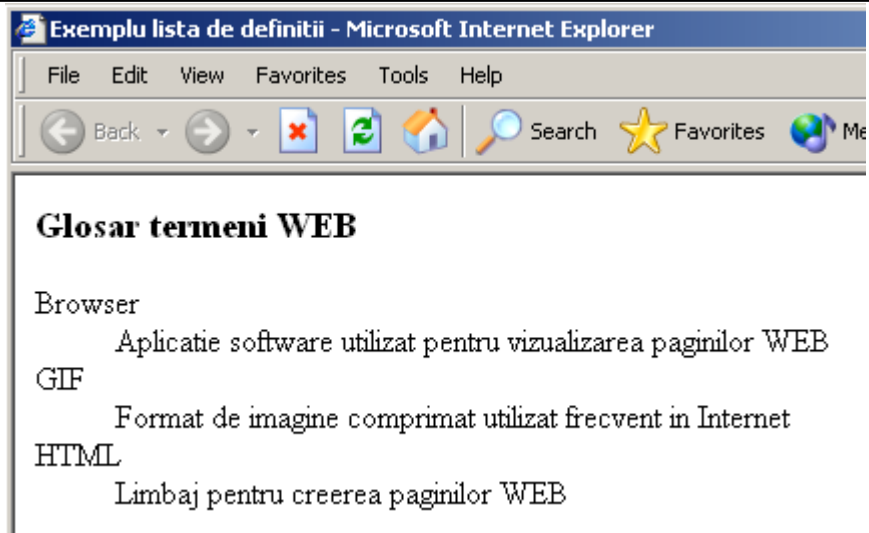 Exemplu lista de definitii - Microsoft Internet Explorer
File Edit View Favorites Tools Help
Back Search Favorites Me
Glosar termeni WEB
Browser
Aplicatie software utilizat pentru vizualizarea paginilor WEB
GIF
Format de imagine comprimat utilizat frecvent in Internet
HTML
Limbaj pentru creerea paginilor WEB